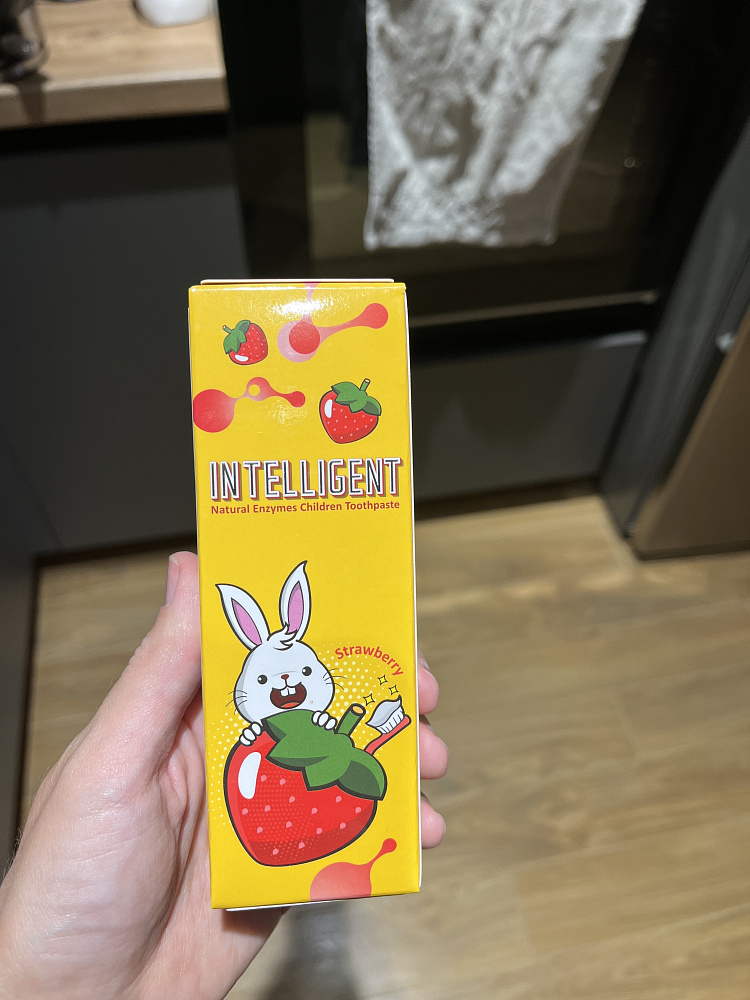 INTELLIGENT
Natural Enzymes Children Toothpaste
Strawberry